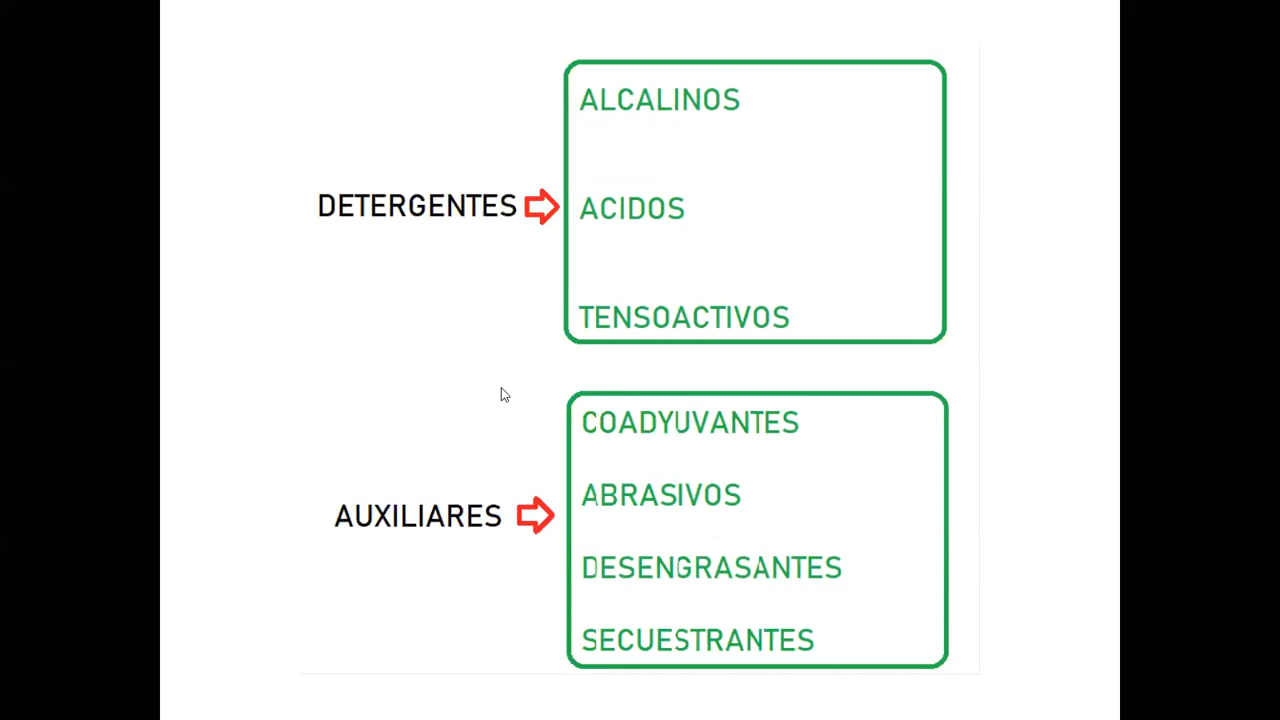 ALCALINOS
DETERGENTES
ACIDOS
TENSOACTIVOS
COADYUVANTES
ABRASIVOS
AUXILIARES
DESENGRASANTES
SECUESTRANTES